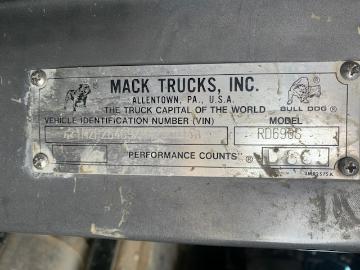 MACK TRUCKS, INC.
ALLENTOWN, PA., U.S.A.
THE TRUCK CAPITAL OF THE WORLD
BULL DOG®
VEHICLE IDENTIFICATION NUMBER (VIN)
MODEL
RD698S
PERFORMANCE COUNTS®